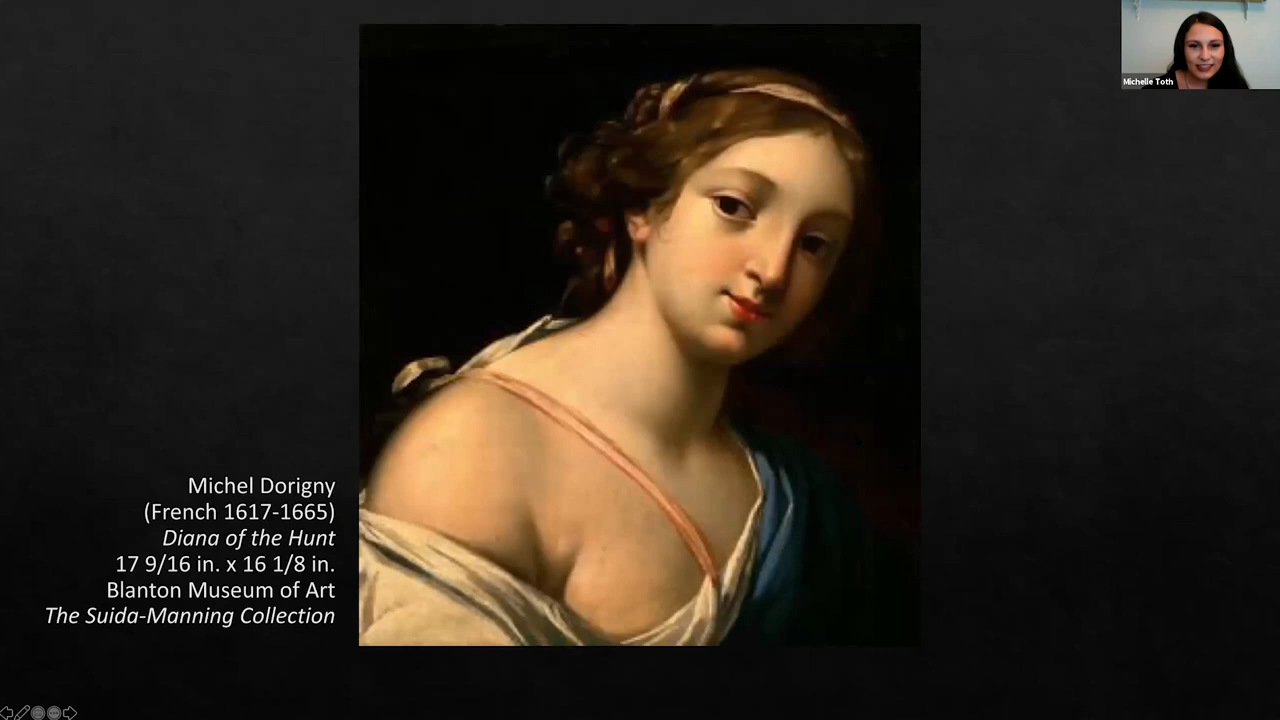 Michelle Toth
Michel Dorigny
(French 1617-1665)
Diana of the Hunt
17 9/16 in. x 16 1/8 in.
Blanton Museum of Art
The Suida-Manning Collection